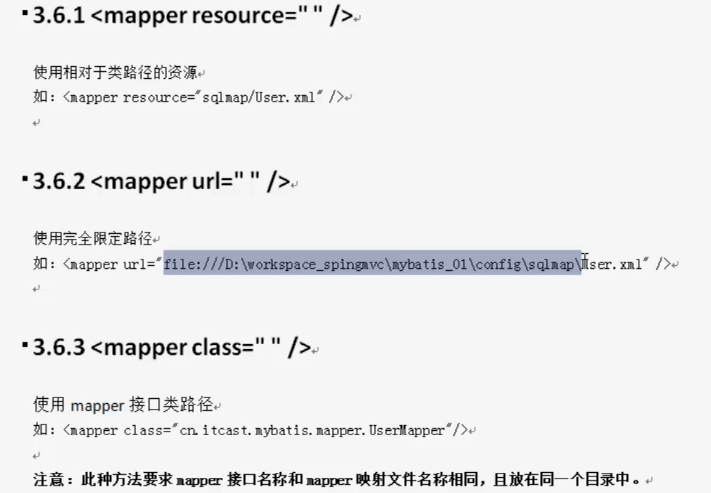 3.6.1 <mapper resource=" " />
使用相对于类路径的资源
如：<mapper resource="sqlmap/User.xml" />
3.6.2 <mapper url=" " />
使用完全限定路径
如：<mapper url="file:///D:\workspace_spingmvc\mybatis_01\config\sqlmap\User.xml" />
3.6.3 <mapper class=" " />
使用 mapper 接口类路径
如：<mapper class="cn.itcast.mybatis.mapper.UserMapper"/>
注意：此种方法要求 mapper 接口名称和 mapper 映射文件名称相同，且放在同一个目录中。